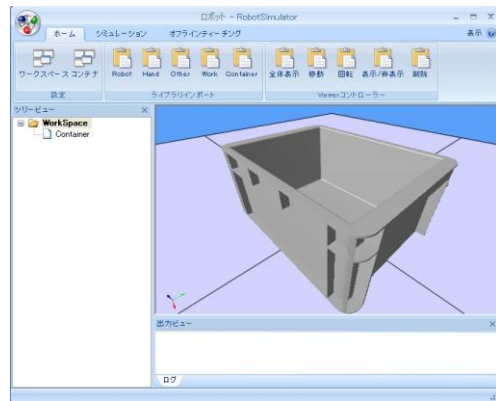 ロボット - RobotSimulator
ホーム シミュレーション オフラインティーチング 表示
ワークスペース コンテナ Robot Hand Other Work Container 全体表示 移動 回転 表示/非表示 削除
設定 ライブラリインポート Viewerコントローラー
ツリービュー
WorkSpace
Container
出力ビュー
ログ